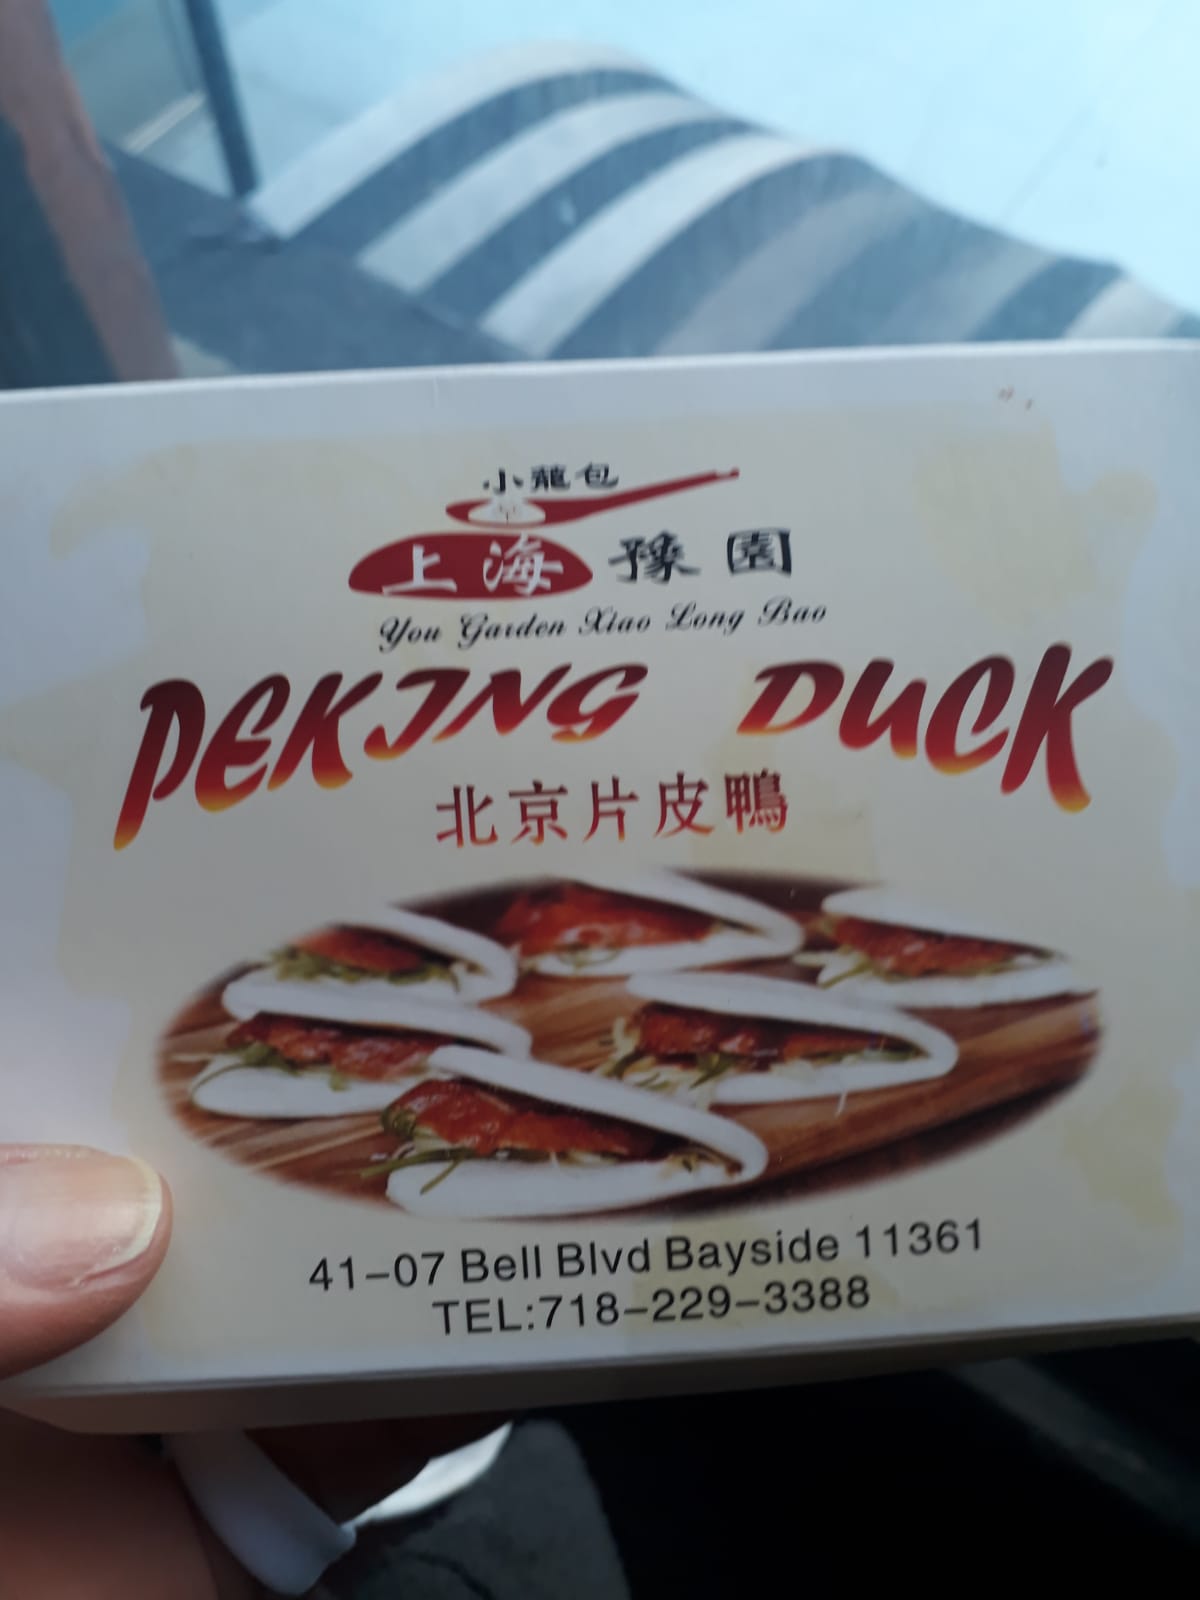 小籠包
上海豫園
You Garden Xiao Long Bao
PEKING DUCK
北京片皮鴨
41-07 Bell Blvd Bayside 11361
TEL:718-229-3388